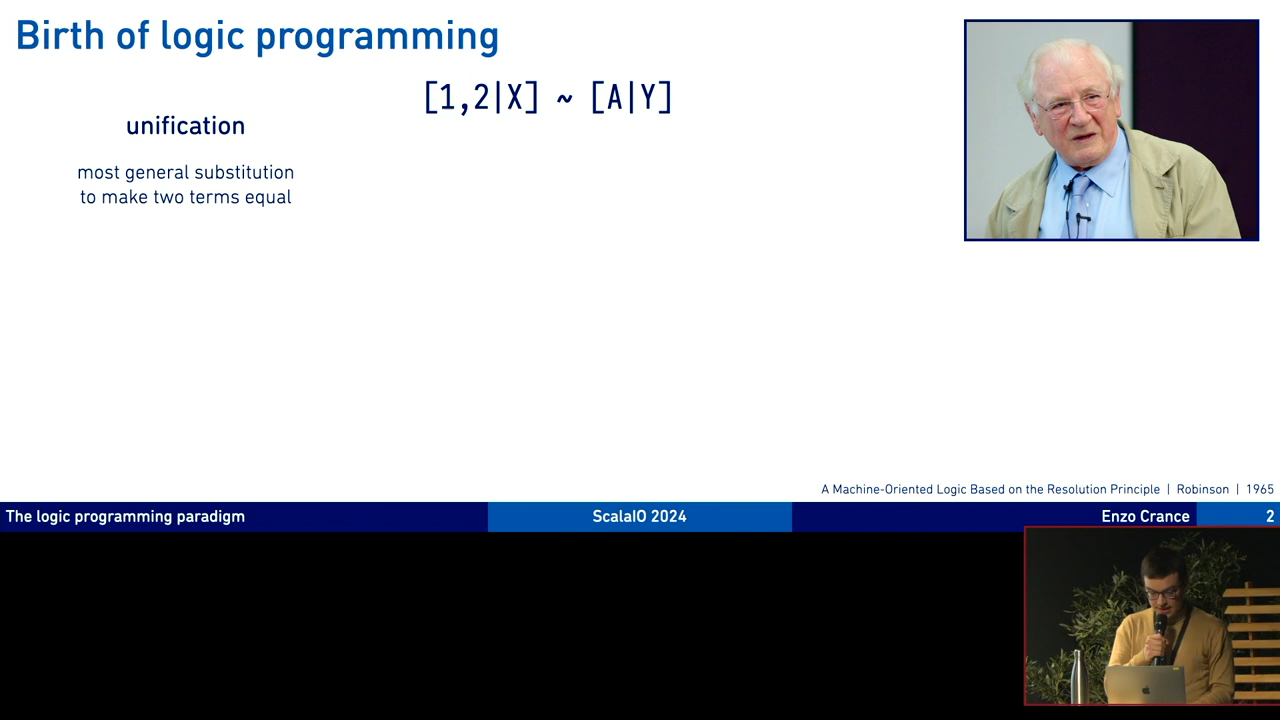 Birth of logic programming
[1,2|X] ~ [A|Y]
unification
most general substitution
to make two terms equal
A Machine-Oriented Logic Based on the Resolution Principle | Robinson | 1965
The logic programming paradigm
ScalaIO 2024
Enzo Crance
2